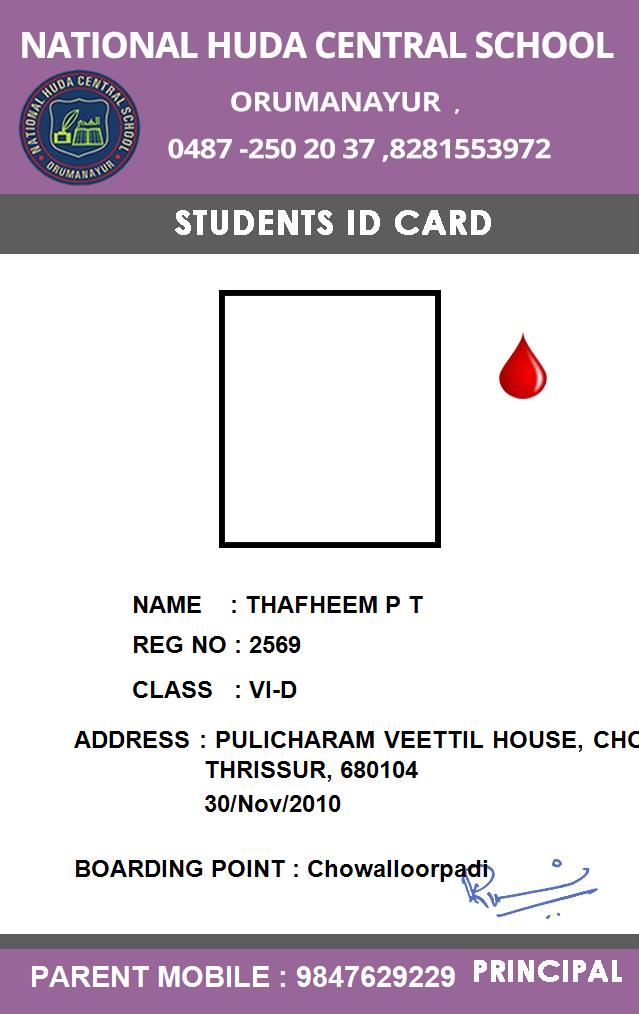 NATIONAL HUDA CENTRAL SCHOOL
ORUMANAYUR ,
0487 -250 20 37 ,8281553972
NATIONAL HUDA CENTRAL SCHOOL
ORUMANAYUR
STUDENTS ID CARD
NAME : THAFHEEM P T
REG NO : 2569
CLASS : VI-D
ADDRESS : PULICHARAM VEETTIL HOUSE, CHO
THRISSUR, 680104
30/Nov/2010
BOARDING POINT : Chowalloorpadi
PARENT MOBILE : 9847629229 PRINCIPAL